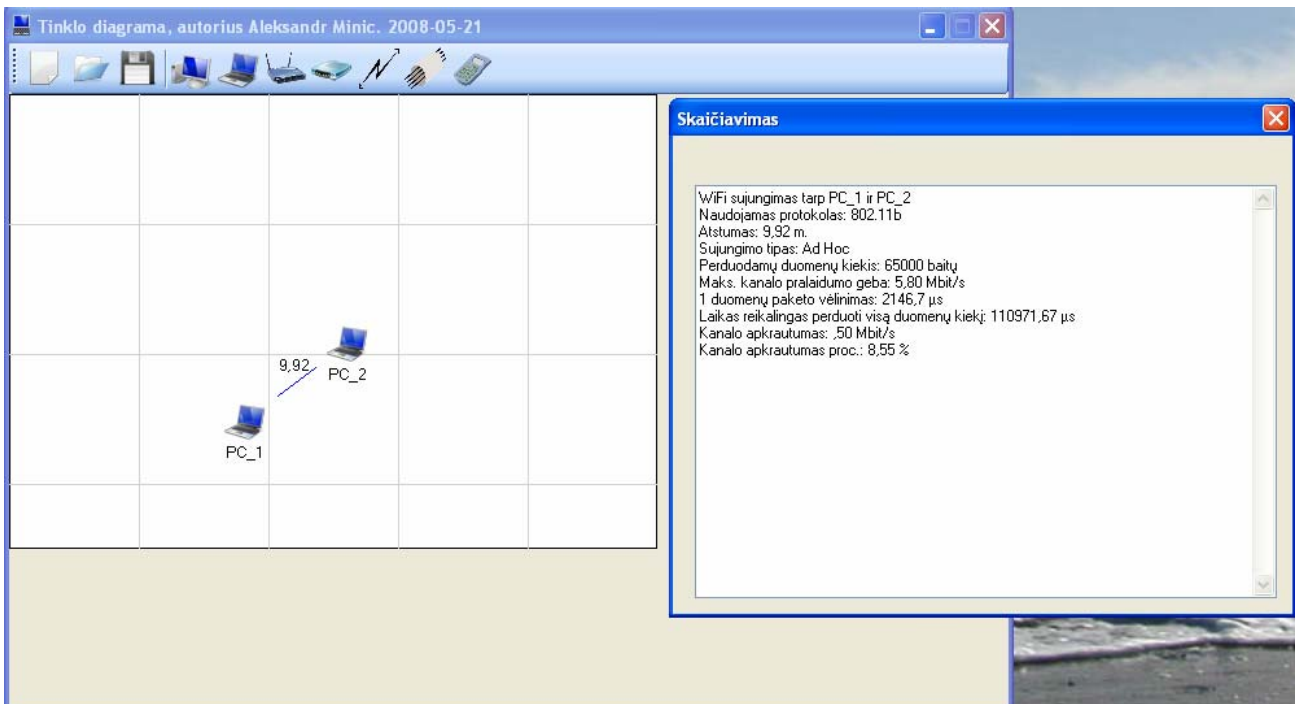 Tinklo diagrama, autorius Aleksandr Minic. 2008-05-21
Skaičiavimas
WiFi sujungimas tarp PC_1 ir PC_2
Naudojamas protokolas: 802.11b
Atstumas: 9,92 m.
Sujungimo tipas: Ad Hoc
Perduodamų duomenų kiekis: 65000 baitų
Maks. kanalo pralaidumo geba: 5,80 Mbit/s
1 duomenų paketo vėlinimas: 2146,7 µs
Laikas reikalingas perduoti visą duomenų kiekį: 110971,67 µs
Kanalo apkrautumas: ,50 Mbit/s
Kanalo apkrautumas proc.: 8,55 %
9,92
PC_2
PC_1